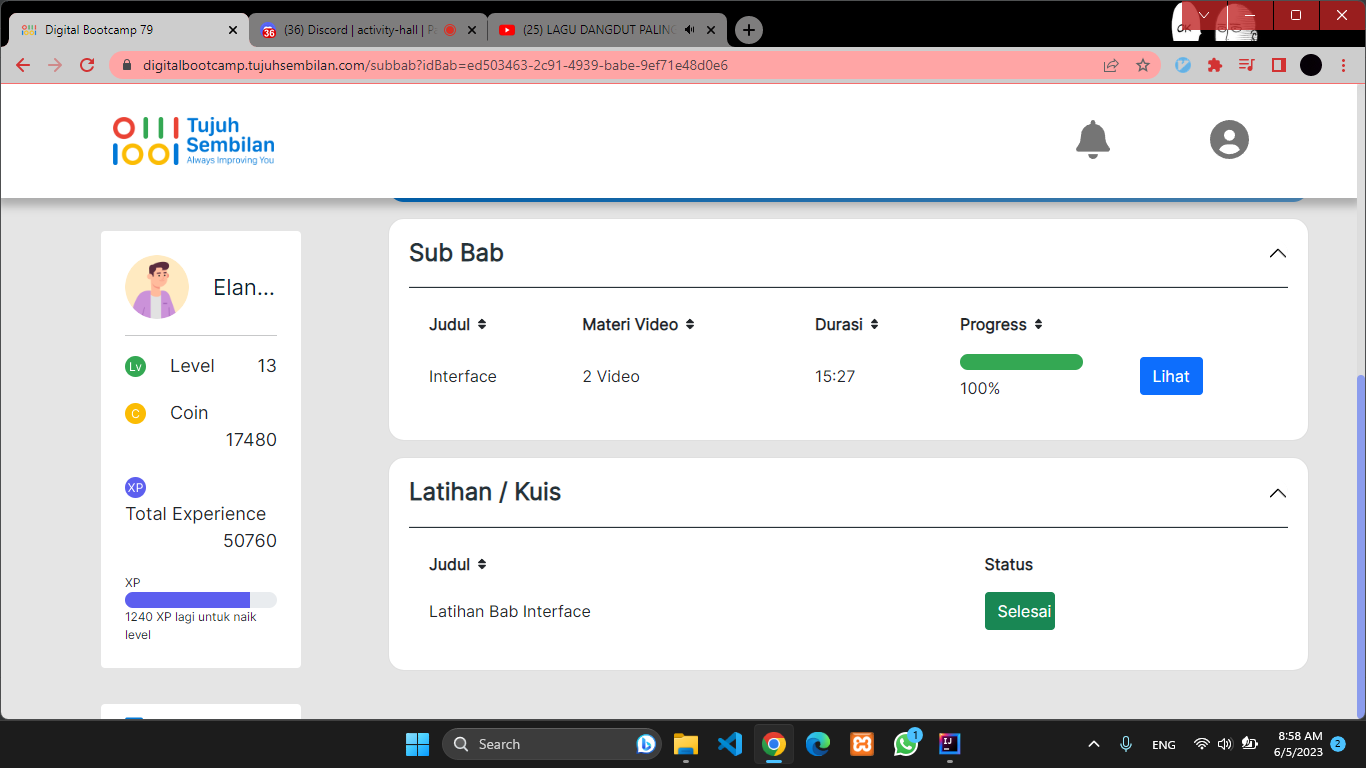 Digital Bootcamp 79
(36) Discord | activity-hall | P
(25) LAGU DANGDUT PALING
digitalbootcamp.tujuhsembilan.com/subbab?idBab=ed503463-2c91-4939-babe-9ef71e48d0e6
Tujuh
Sembilan
Always Improving You
Elan...
Lv Level 13
C Coin
17480
XP
Total Experience
50760
XP
1240 XP lagi untuk naik
level
Sub Bab
Judul Materi Video Durasi Progress
Interface 2 Video 15:27 100% Lihat
Latihan / Kuis
Judul Status
Latihan Bab Interface Selesai
Search
1
IJ
ENG
8:58 AM
6/5/2023
2